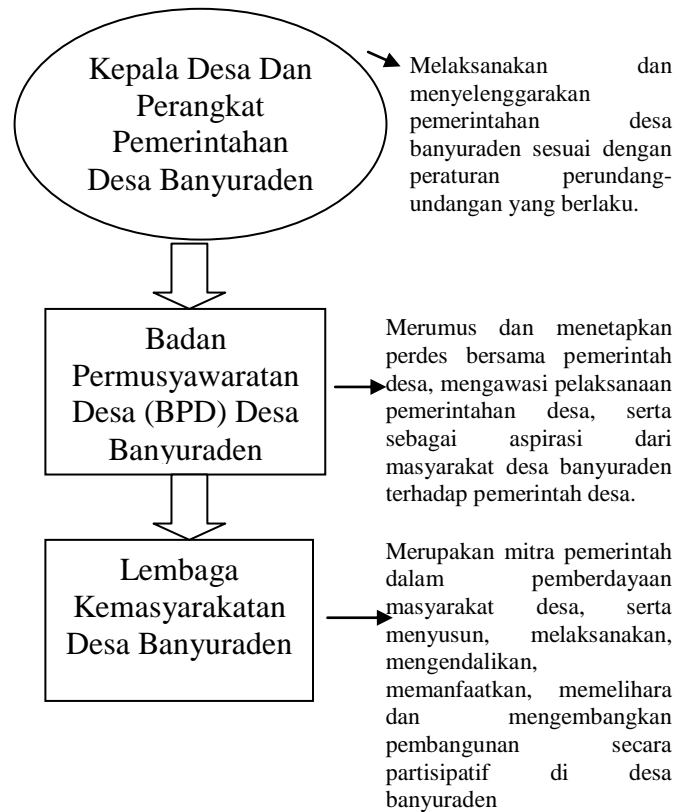 Kepala Desa Dan
Perangkat
Pemerintahan
Desa Banyuraden
Melaksanakan dan
menyelenggarakan
pemerintahan desa
banyuraden sesuai dengan
peraturan perundang-
undangan yang berlaku.
Badan
Permusyawaratan
Desa (BPD) Desa
Banyuraden
Merumus dan menetapkan
perdes bersama pemerintah
desa, mengawasi pelaksanaan
pemerintahan desa, serta
sebagai aspirasi dari
masyarakat desa banyuraden
terhadap pemerintah desa.
Lembaga
Kemasyarakatan
Desa Banyuraden
Merupakan mitra pemerintah
dalam pemberdayaan
masyarakat desa, serta
menyusun, melaksanakan,
mengendalikan,
memanfaatkan, memelihara
dan mengembangkan
pembangunan secara
partisipatif di desa
banyuraden